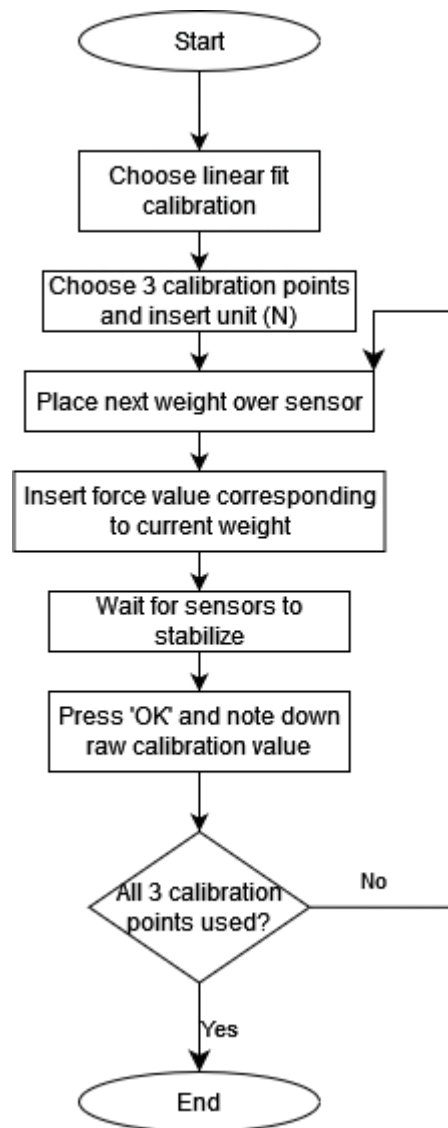 Start
Choose linear fit
calibration
Choose 3 calibration points
and insert unit (N)
Place next weight over sensor
Insert force value corresponding
to current weight
Wait for sensors to
stabilize
Press 'OK' and note down
raw calibration value
All 3 calibration
points used?
No
Yes
End